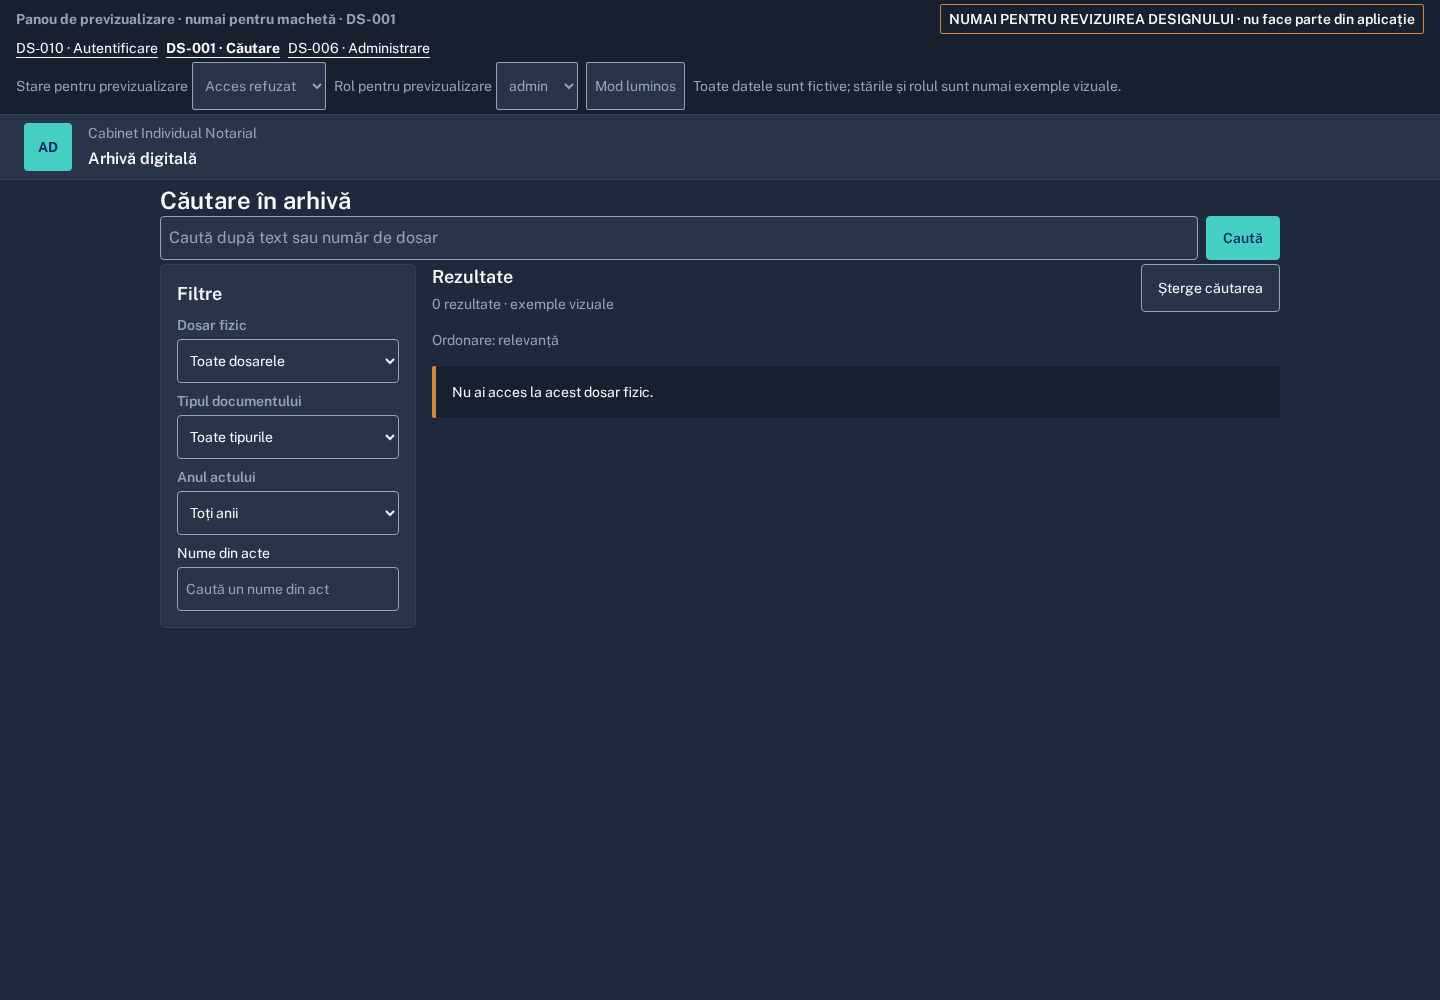 Panou de previzualizare · numai pentru machetă · DS-001
NUMAI PENTRU REVIZUIREA DESIGNULUI · nu face parte din aplicație
DS-010 · Autentificare DS-001 · Căutare DS-006 · Administrare
Stare pentru previzualizare Acces refuzat Rol pentru previzualizare admin Mod luminos Toate datele sunt fictive; stările și rolul sunt numai exemple vizuale.
AD
Cabinet Individual Notarial
Arhivă digitală
Căutare în arhivă
Caută după text sau număr de dosar
Caută
Filtre
Dosar fizic
Toate dosarele
Tipul documentului
Toate tipurile
Anul actului
Toți anii
Nume din acte
Caută un nume din act
Rezultate
0 rezultate · exemple vizuale
Șterge căutarea
Ordonare: relevanță
Nu ai acces la acest dosar fizic.